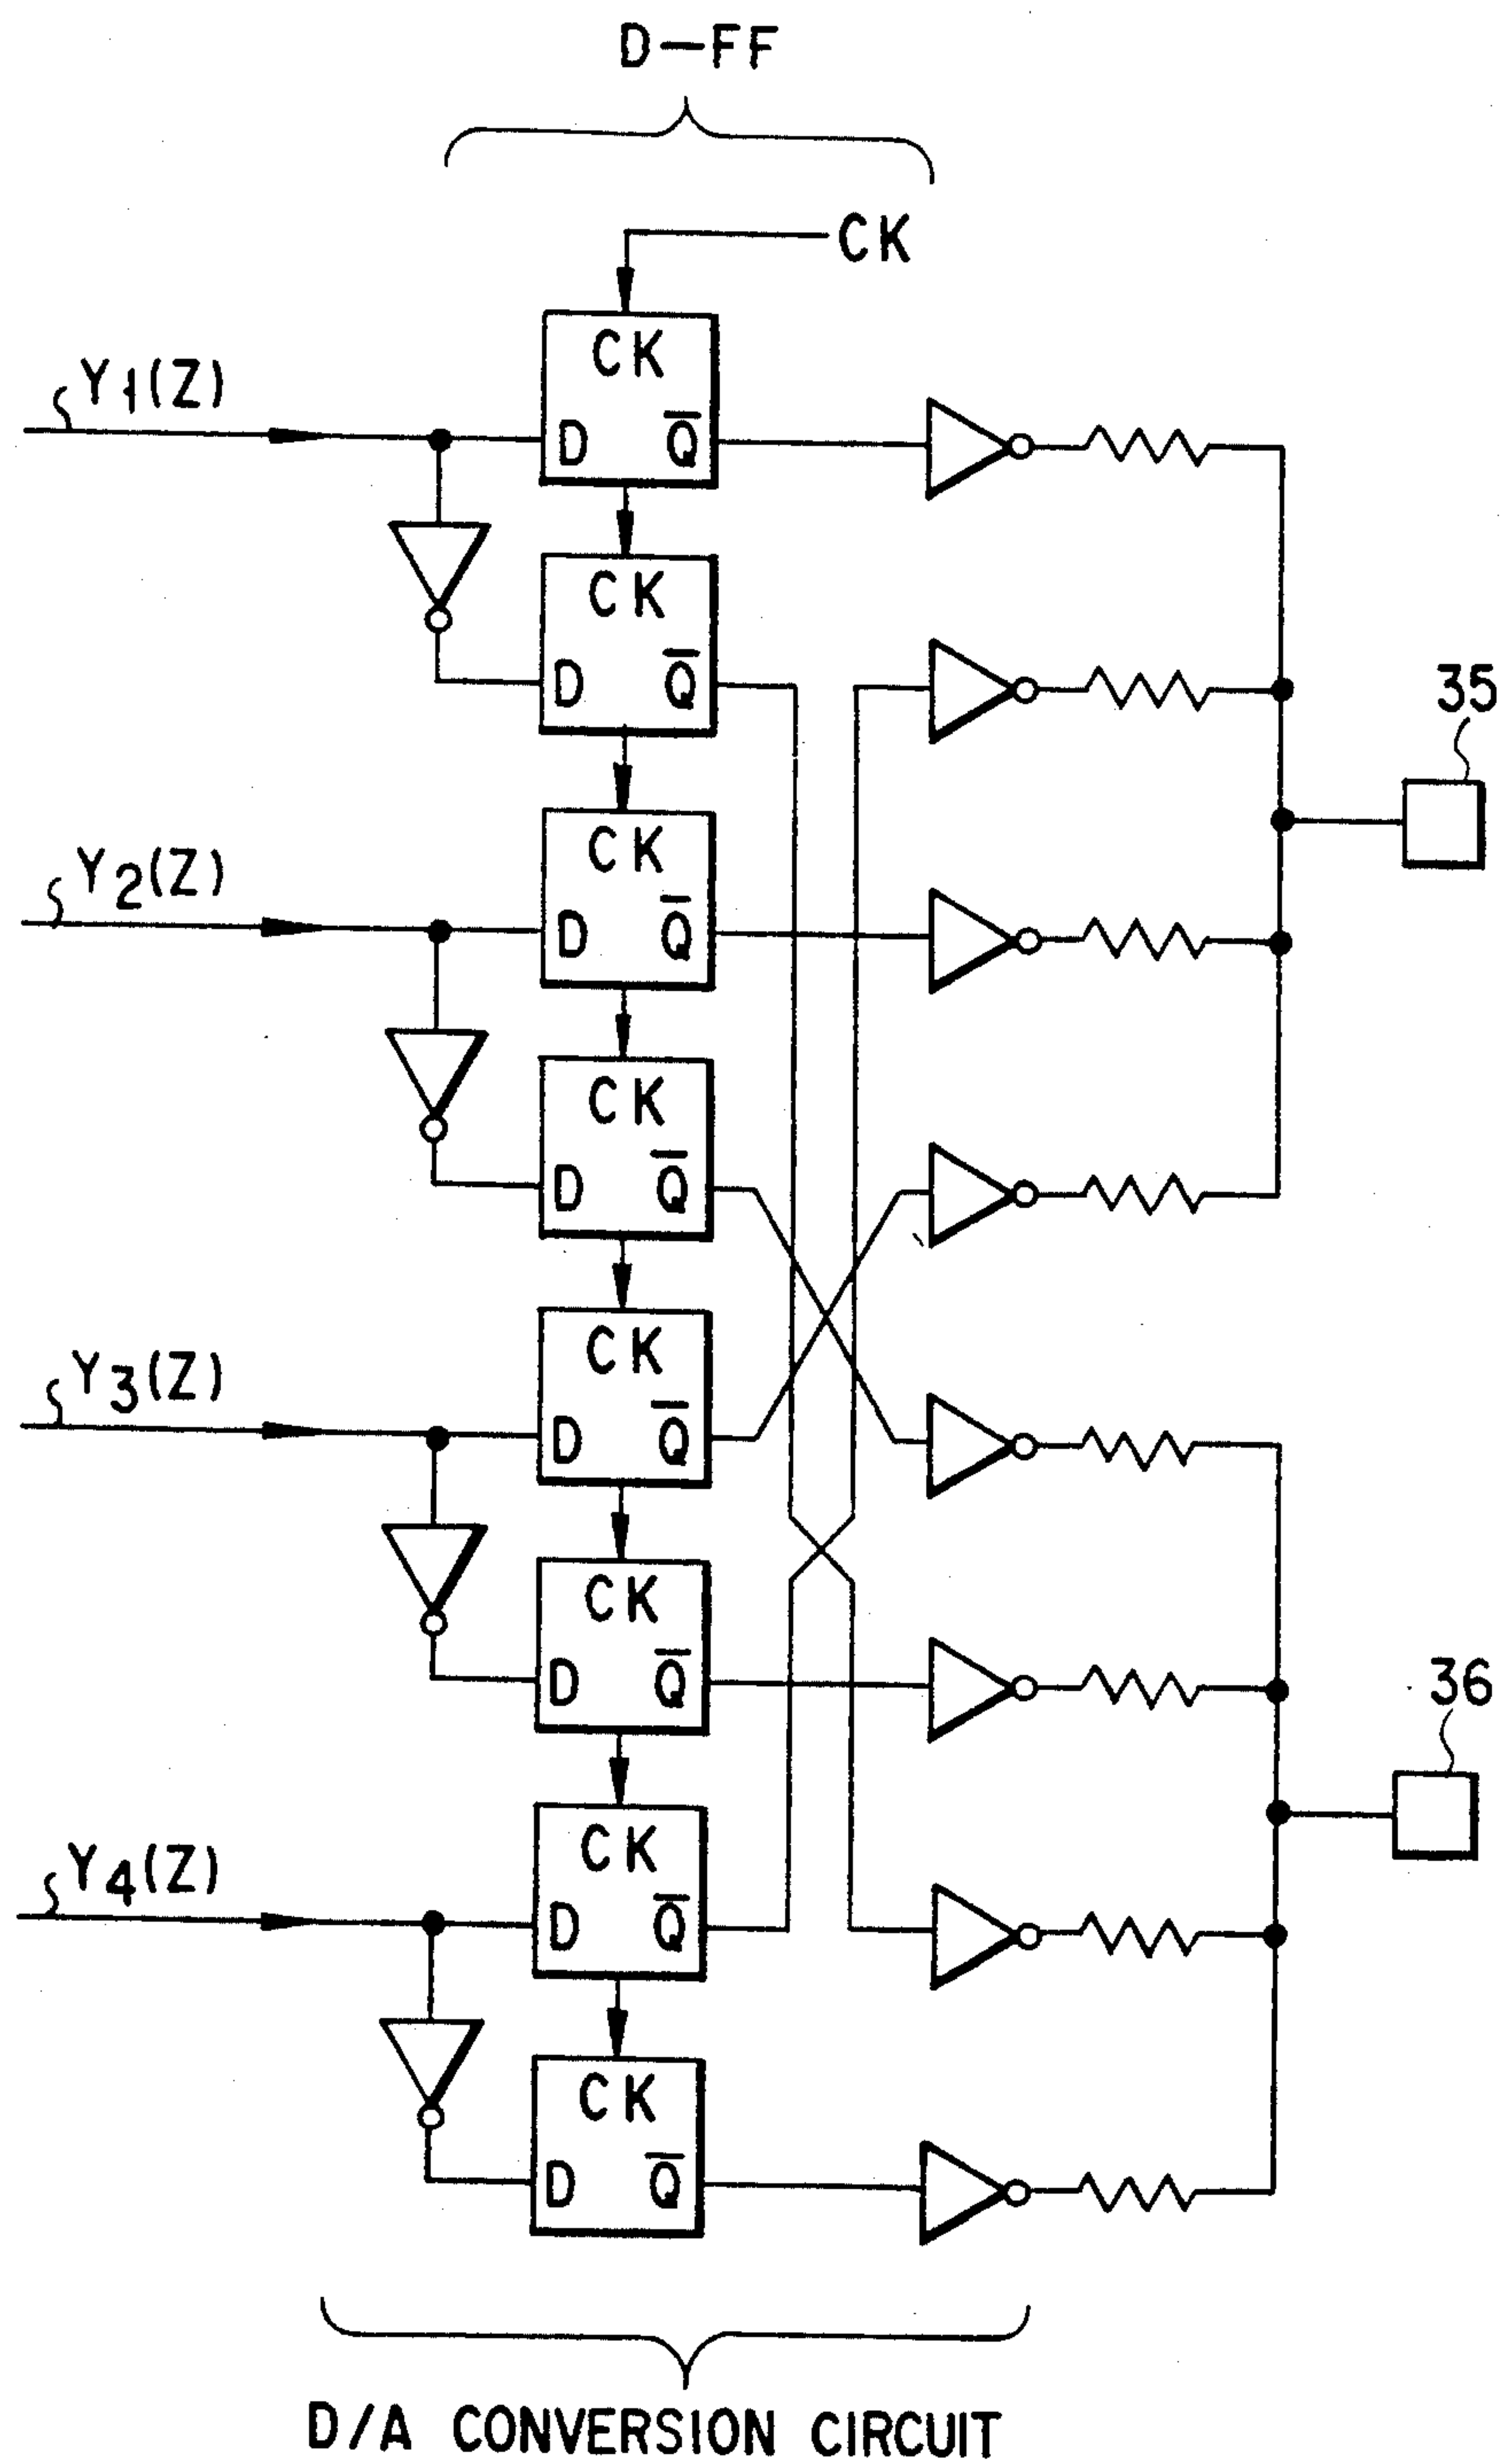 D-FF
CK
CK
Y1(Z)
D Q̅
CK
D Q̅
35
CK
Y2(Z)
D Q̅
CK
D Q̅
CK
Y3(Z)
D Q̅
CK
D Q̅
36
CK
Y4(Z)
D Q̅
CK
D Q̅
D/A CONVERSION CIRCUIT